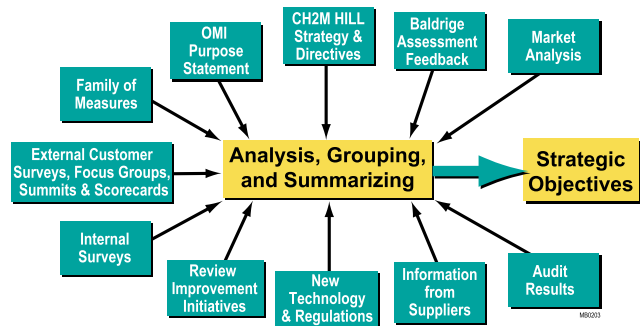 OMI
Purpose
Statement
CH2M HILL
Strategy &
Directives
Baldrige
Assessment
Feedback
Market
Analysis
Family of
Measures
External Customer
Surveys, Focus Groups,
Summits & Scorecards
Analysis, Grouping,
and Summarizing
Strategic
Objectives
Internal
Surveys
Review
Improvement
Initiatives
New
Technology
& Regulations
Information
from
Suppliers
Audit
Results
MB0203